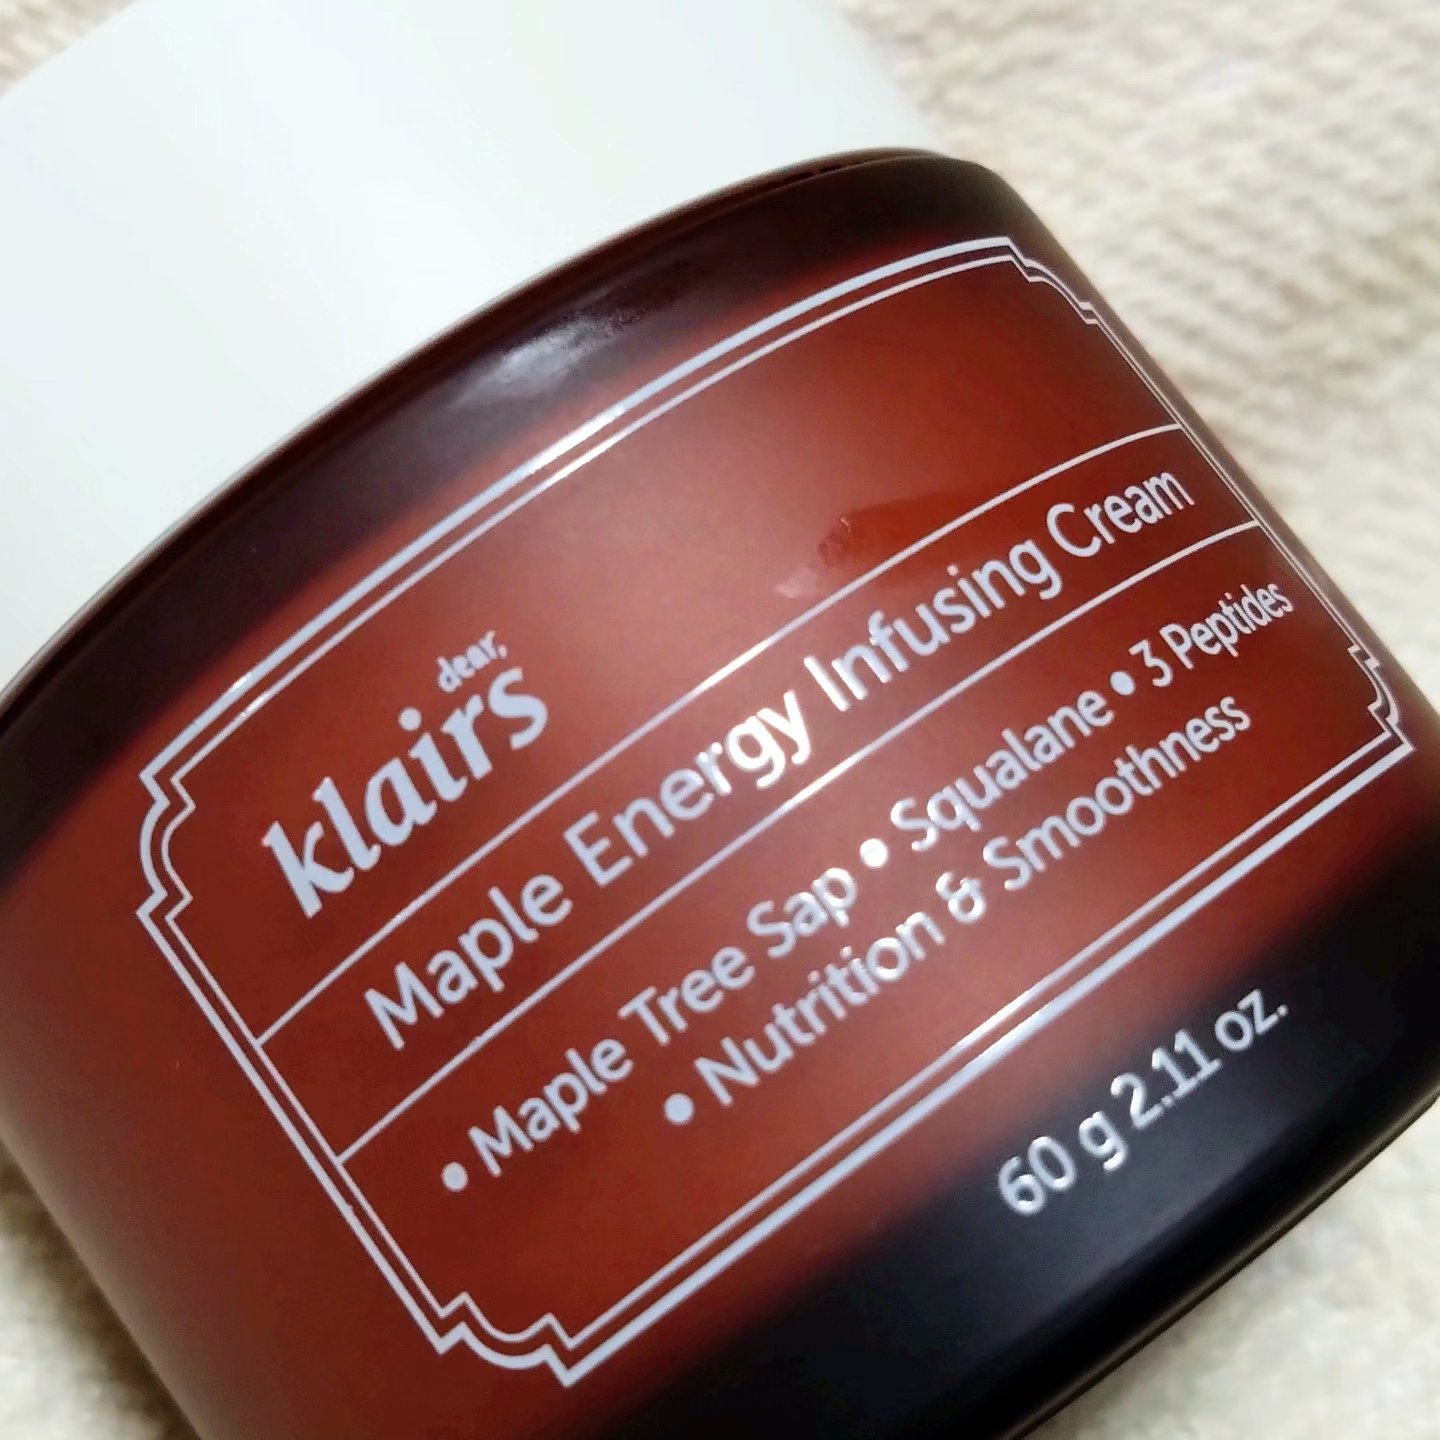 dear,
klairs
Maple Energy Infusing Cream
• Maple Tree Sap • Squalane • 3 Peptides
• Nutrition & Smoothness
60 g 2.11 oz.